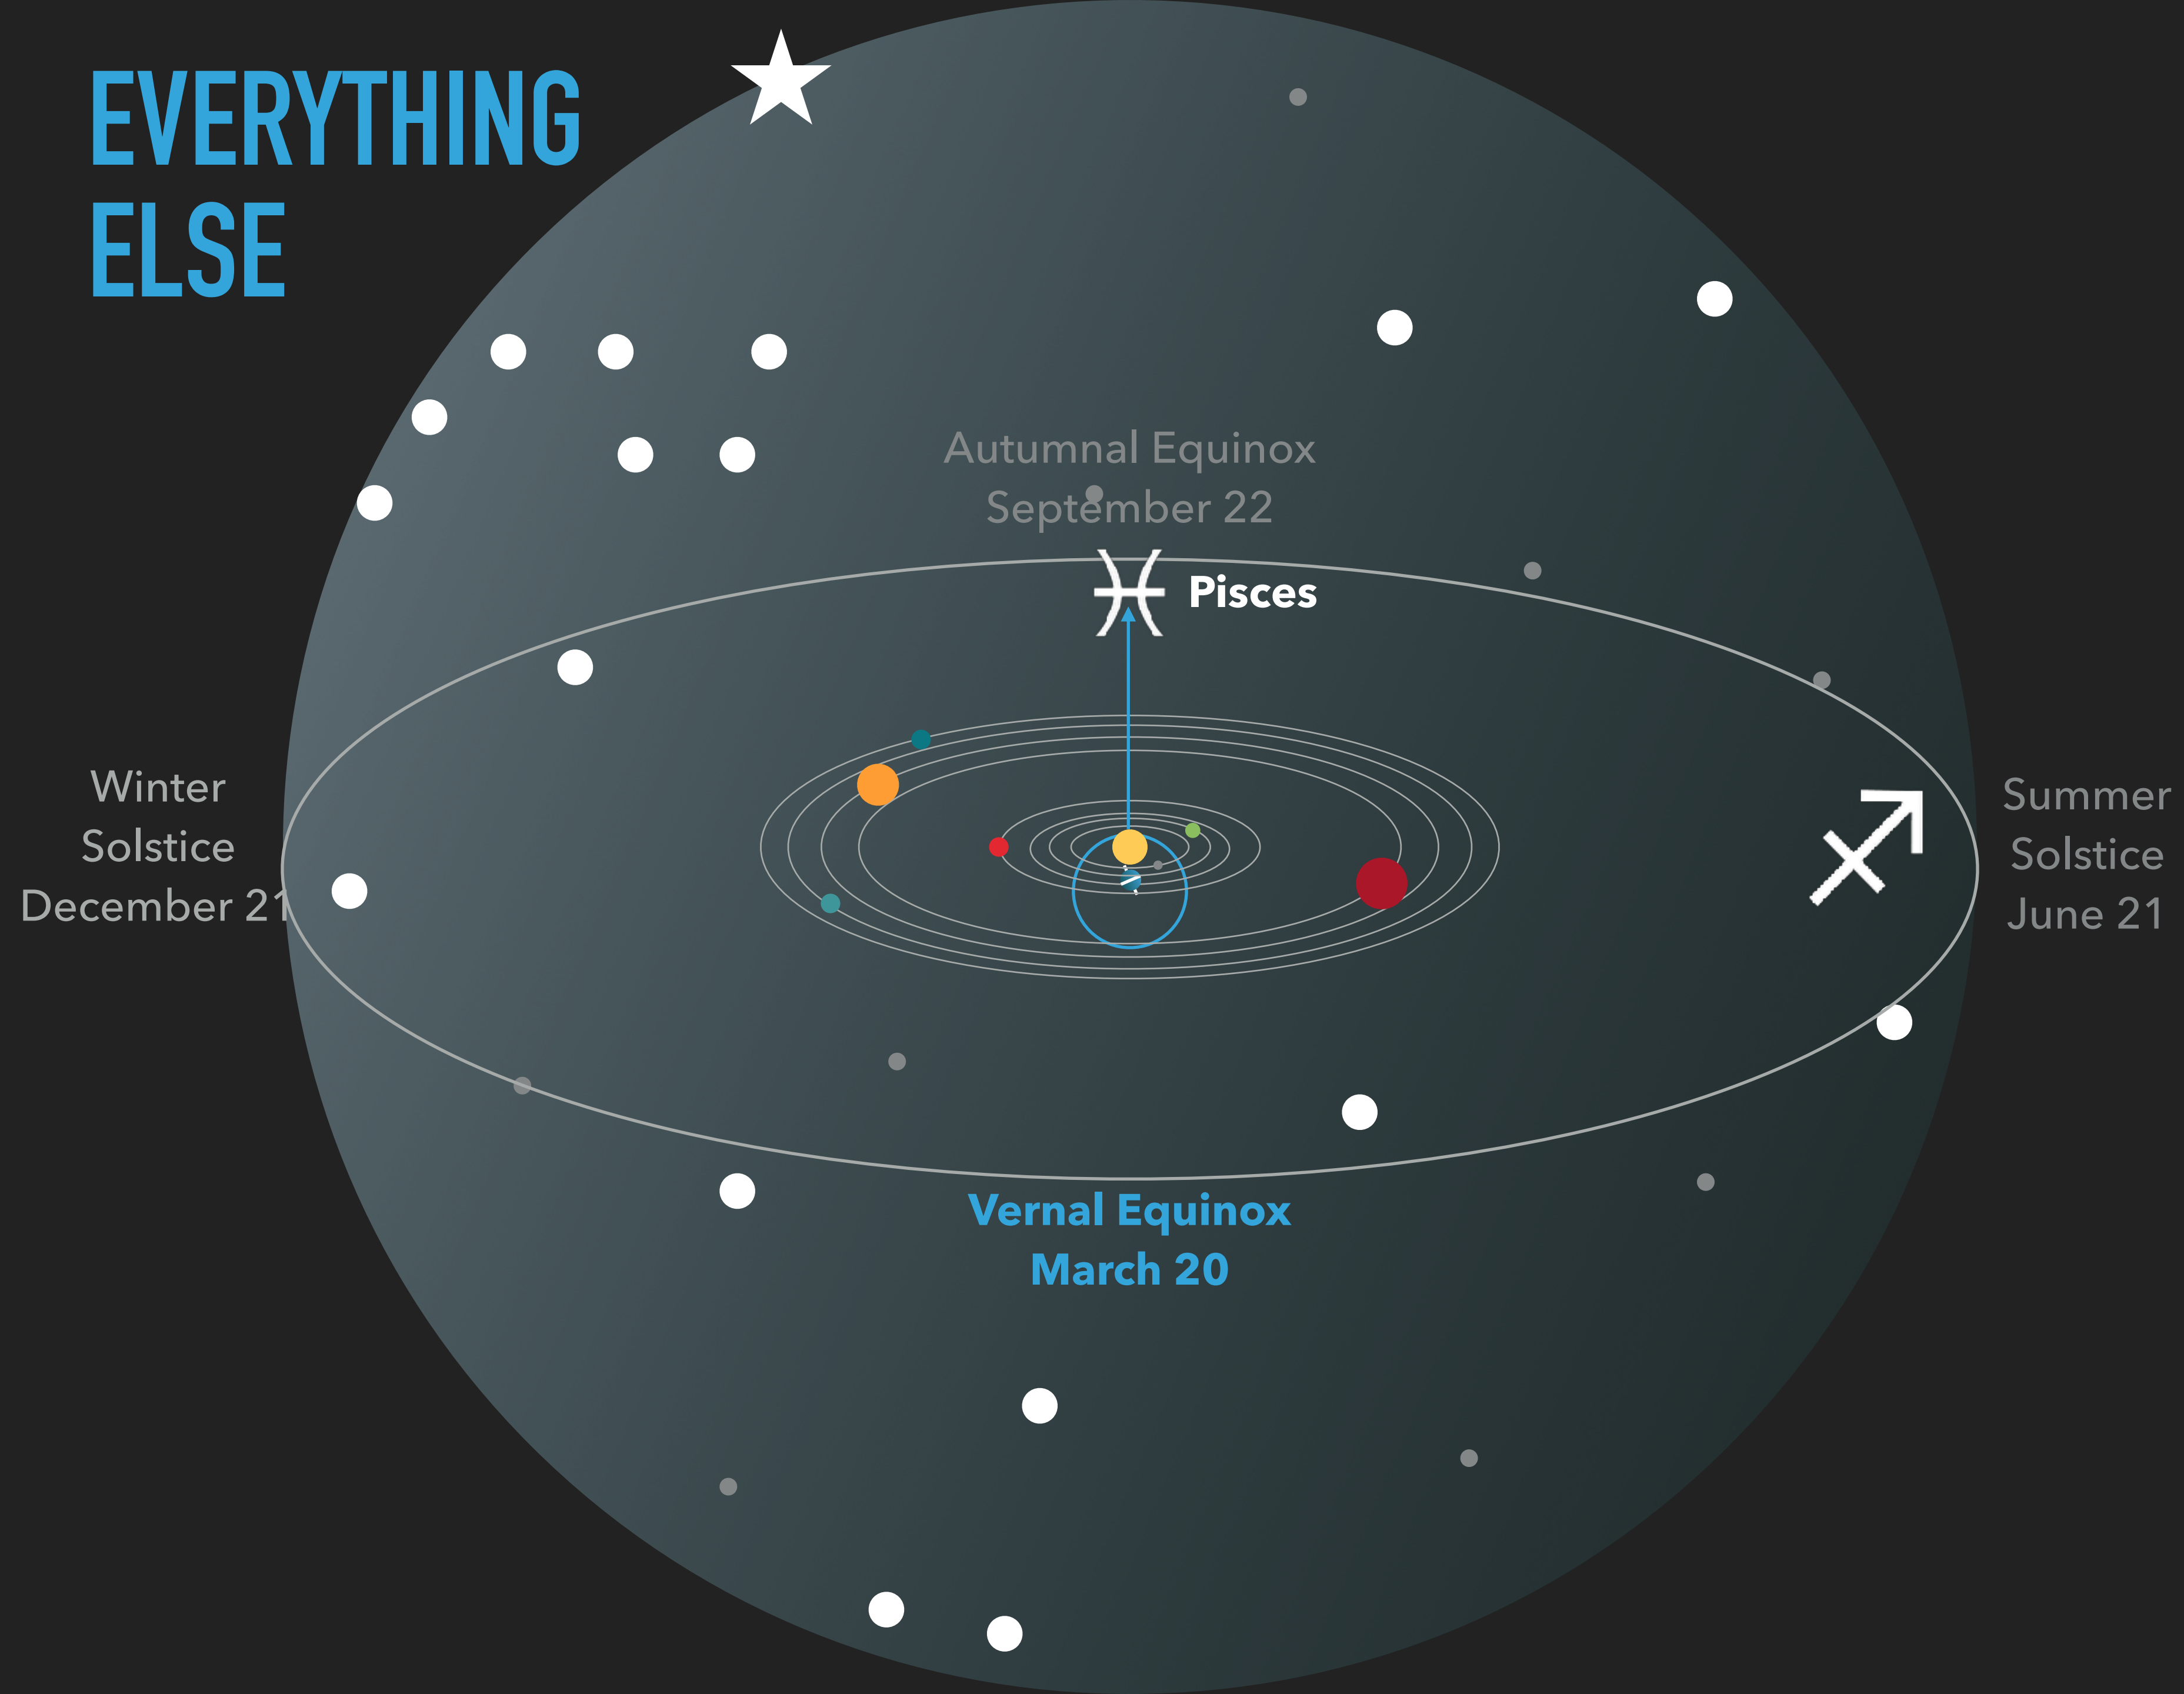 EVERYTHING
ELSE
Autumnal Equinox
September 22
Pisces
Winter
Solstice
December 21
Summer
Solstice
June 21
Vernal Equinox
March 20